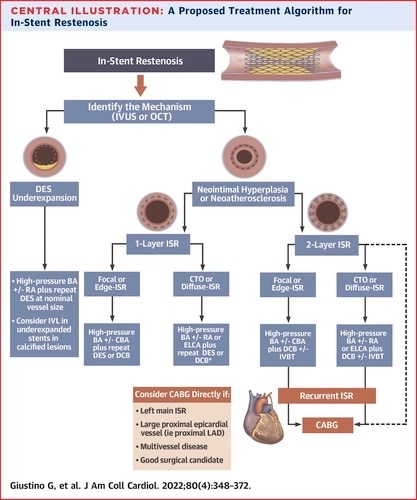 CENTRAL ILLUSTRATION: A Proposed Treatment Algorithm for
In-Stent Restenosis
In-Stent Restenosis
Identify the Mechanism
(IVUS or OCT)
DES
Underexpansion
Neointimal Hyperplasia
or Neoatherosclerosis
1-Layer ISR
2-Layer ISR
• High-pressure BA
+/- RA plus repeat
DES at nominal
vessel size
• Consider IVL in
underexpanded
stents in
calcified lesions
Focal or
Edge-ISR
CTO or
Diffuse-ISR
Focal or
Edge-ISR
CTO or
Diffuse-ISR
High-pressure
BA +/- CBA
plus repeat
DES or DCB
High-pressure
BA +/- RA or
ELCA plus
repeat DES or
DCB*
High-pressure
BA +/- CBA
plus DCB +/-
IVBT
High-pressure
BA +/- RA
or ELCA plus
DCB +/- IVBT
Consider CABG Directly if:
• Left main ISR
• Large proximal epicardial
vessel (ie proximal LAD)
• Multivessel disease
• Good surgical candidate
Recurrent ISR
CABG
Giustino G, et al. J Am Coll Cardiol. 2022;80(4):348-372.